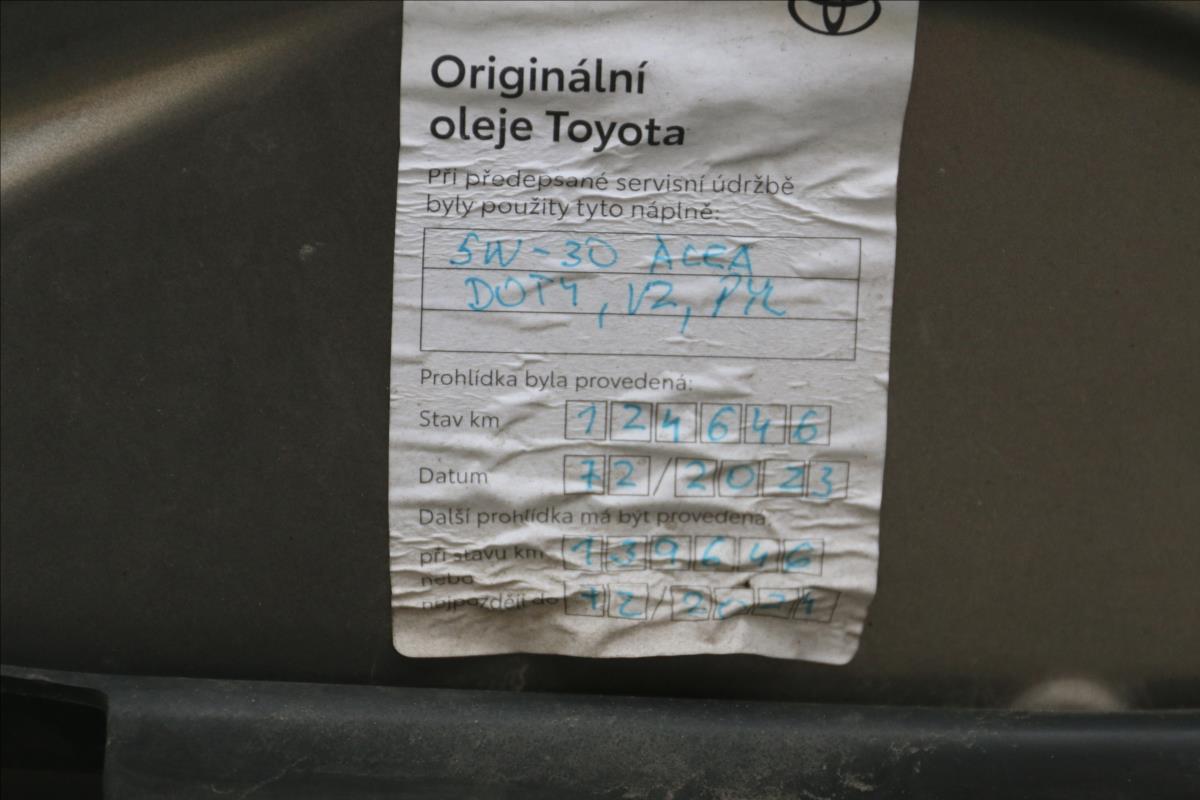 Originální
oleje Toyota
Při předepsané servisní údržbě
byly použity tyto náplně:
5W-30 ACEA
DOT4, VZ, PK
Prohlídka byla provedená:
Stav km 124646
Datum 12/2023
Další prohlídka má být provedena
při stavu km 139646
nebo
nejpozději do 12/2024